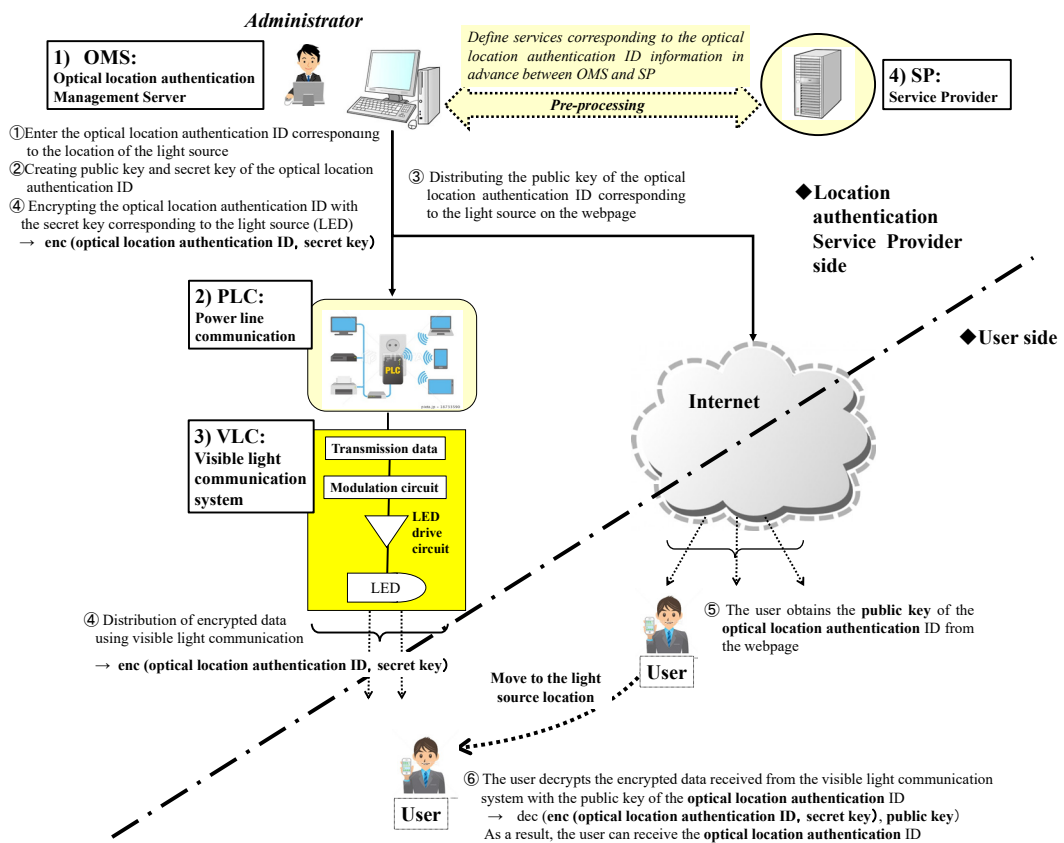 Administrator
1) OMS:
Optical location authentication
Management Server
Define services corresponding to the optical
location authentication ID information in
advance between OMS and SP
Pre-processing
4) SP:
Service Provider
①Enter the optical location authentication ID corresponding
to the location of the light source
②Creating public key and secret key of the optical location
authentication ID
④ Encrypting the optical location authentication ID with
the secret key corresponding to the light source (LED)
→ enc (optical location authentication ID, secret key)
③ Distributing the public key of the optical
location authentication ID corresponding
to the light source on the webpage
◆Location
authentication
Service Provider
side
◆User side
2) PLC:
Power line
communication
PLC
Internet
3) VLC:
Visible light
communication
system
Transmission data
Modulation circuit
LED
drive
circuit
LED
④ Distribution of encrypted data
using visible light communication
→ enc (optical location authentication ID, secret key)
⑤ The user obtains the public key of the
optical location authentication ID from
the webpage
User
Move to the light
source location
User
⑥ The user decrypts the encrypted data received from the visible light communication
system with the public key of the optical location authentication ID
→ dec (enc (optical location authentication ID, secret key), public key)
As a result, the user can receive the optical location authentication ID